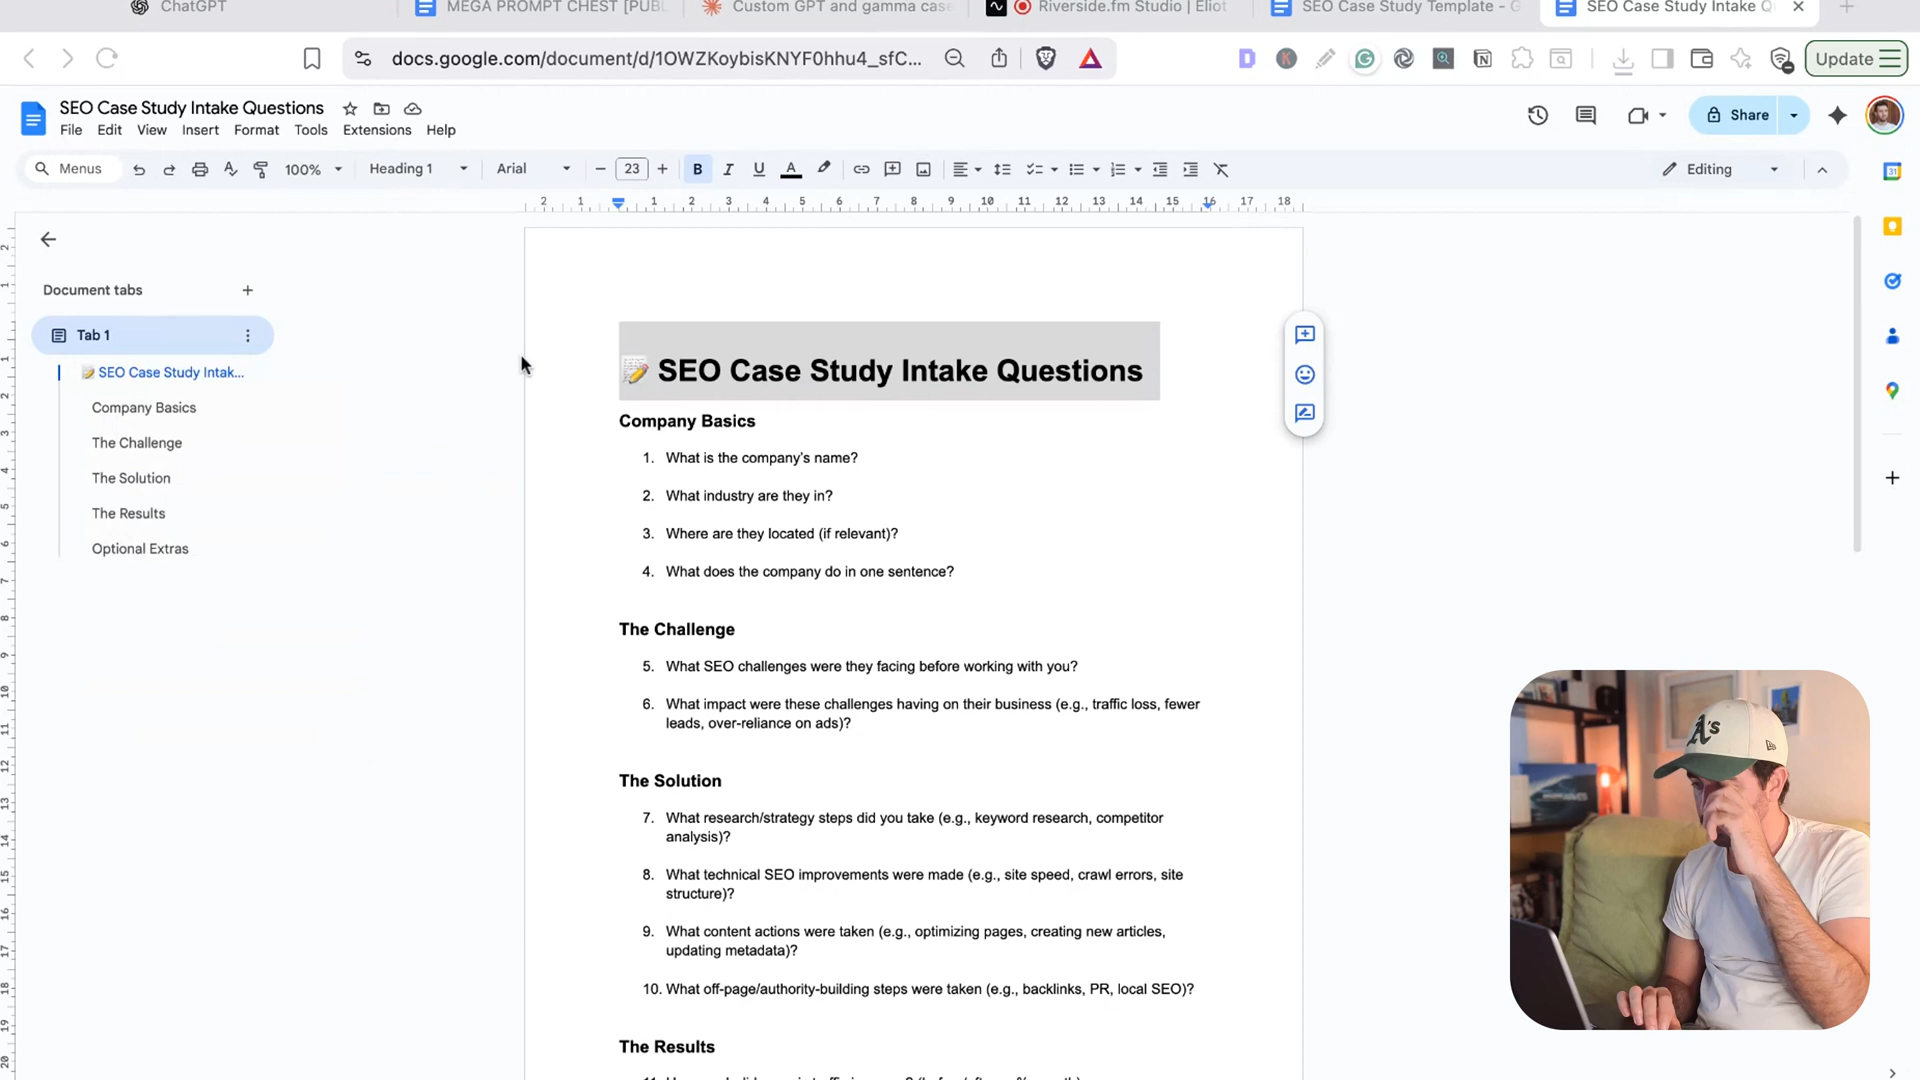 ChatGPT
MEGA PROMPT CHEST [PUBL
Custom GPT and gamma case
Riverside.fm Studio | Eliot
SEO Case Study Template - G
SEO Case Study Intake Q
docs.google.com/document/d/1OWZKoybisKNYF0hhu4_sfC...
Update
SEO Case Study Intake Questions
File Edit View Insert Format Tools Extensions Help
Share
Menus
100%
Heading 1
Arial
23
Editing
2 1 1 2 3 4 5 6 7 8 9 10 11 12 13 14 15 16 17 18
Document tabs
Tab 1
SEO Case Study Intak...
Company Basics
The Challenge
The Solution
The Results
Optional Extras
SEO Case Study Intake Questions
Company Basics
1. What is the company's name?
2. What industry are they in?
3. Where are they located (if relevant)?
4. What does the company do in one sentence?
The Challenge
5. What SEO challenges were they facing before working with you?
6. What impact were these challenges having on their business (e.g., traffic loss, fewer
leads, over-reliance on ads)?
The Solution
7. What research/strategy steps did you take (e.g., keyword research, competitor
analysis)?
8. What technical SEO improvements were made (e.g., site speed, crawl errors, site
structure)?
9. What content actions were taken (e.g., optimizing pages, creating new articles,
updating metadata)?
10. What off-page/authority-building steps were taken (e.g., backlinks, PR, local SEO)?
The Results
A's